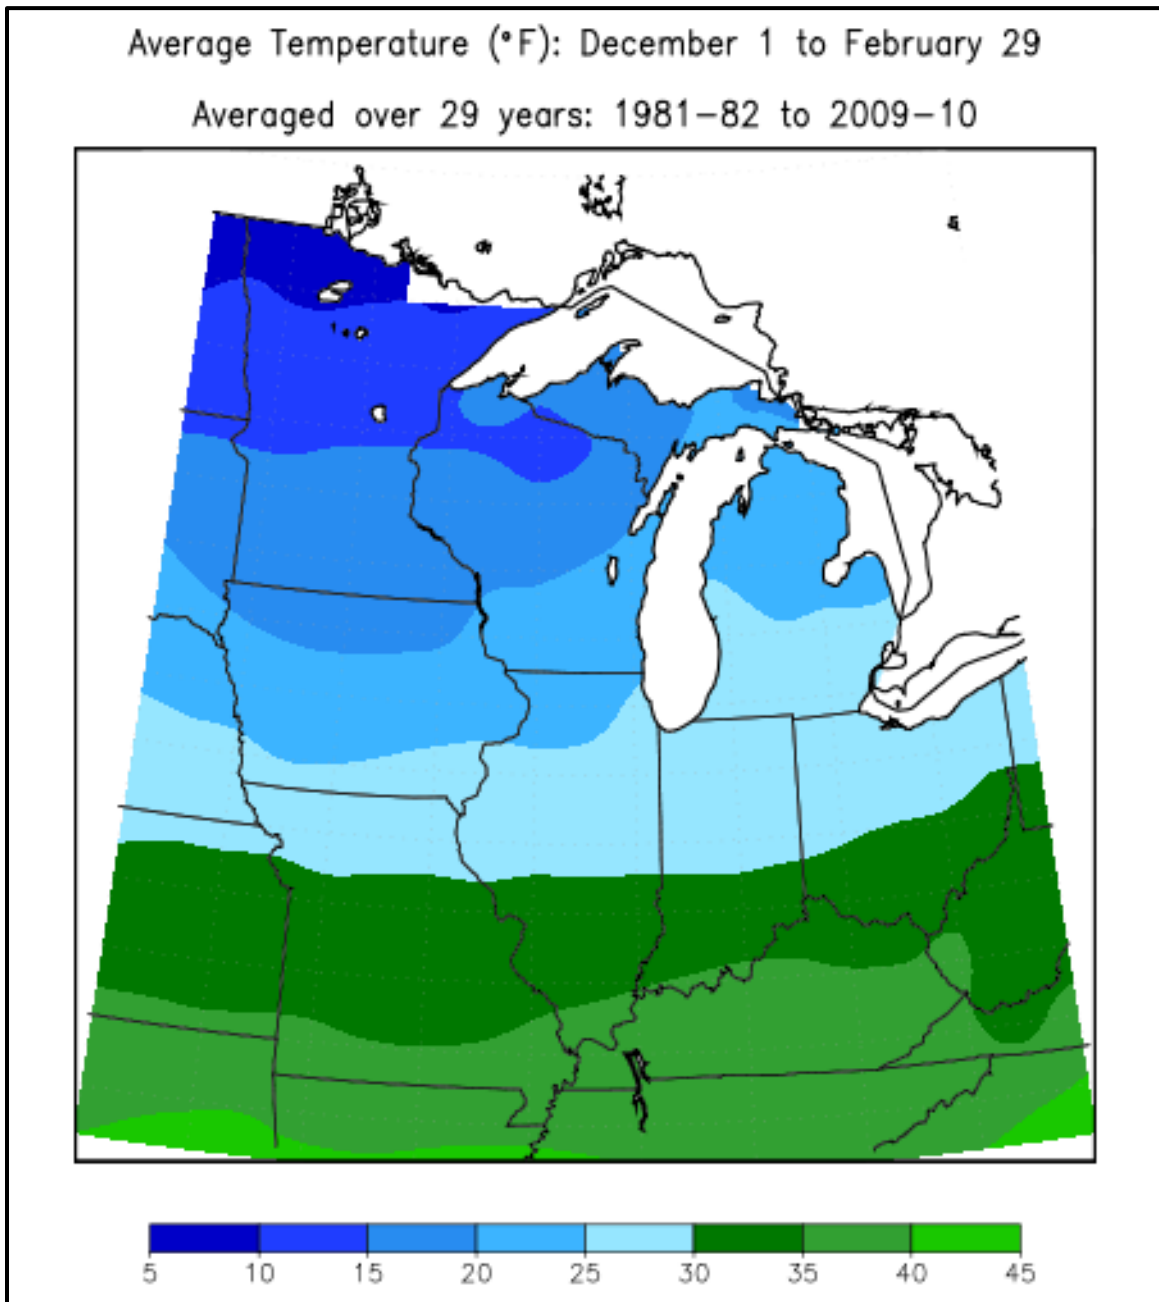 Average Temperature (°F): December 1 to February 29
Averaged over 29 years: 1981-82 to 2009-10
5 10 15 20 25 30 35 40 45